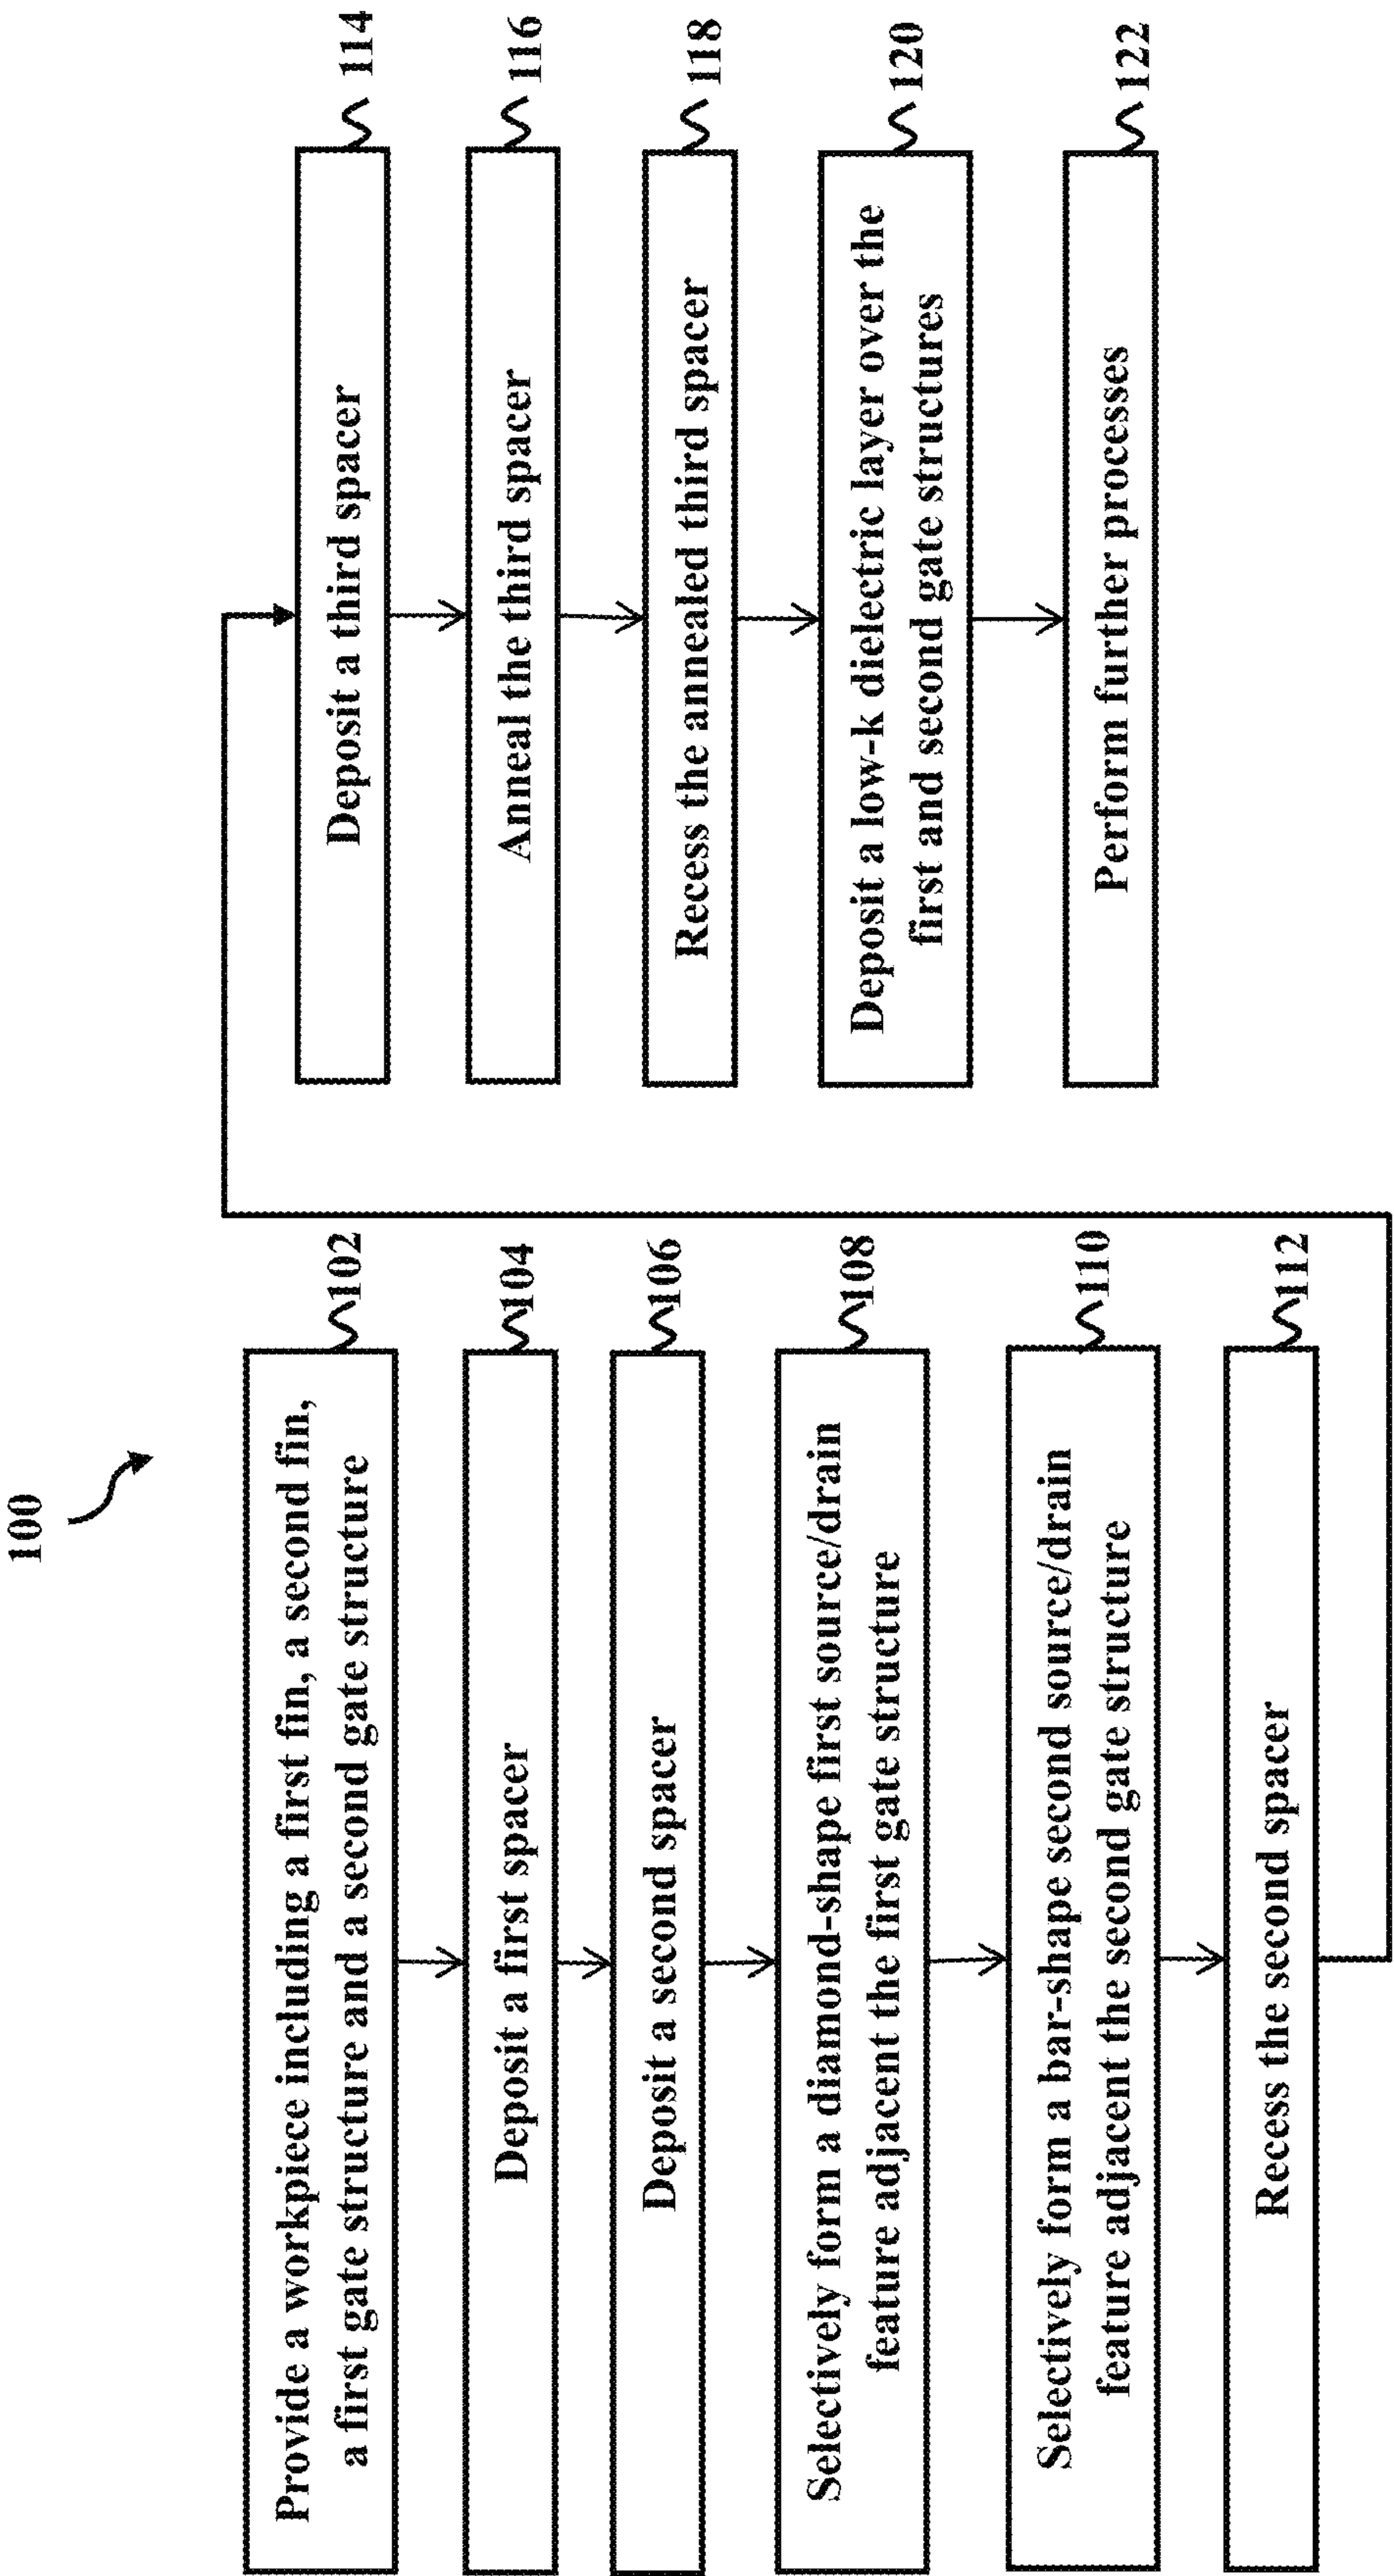 100
Provide a workpiece including a first fin, a second fin,
a first gate structure and a second gate structure
102
Deposit a first spacer
104
Deposit a second spacer
106
Selectively form a diamond-shape first source/drain
feature adjacent the first gate structure
108
Selectively form a bar-shape second source/drain
feature adjacent the second gate structure
110
Recess the second spacer
112
Deposit a third spacer
114
Anneal the third spacer
116
Recess the annealed third spacer
118
Deposit a low-k dielectric layer over the
first and second gate structures
120
Perform further processes
122